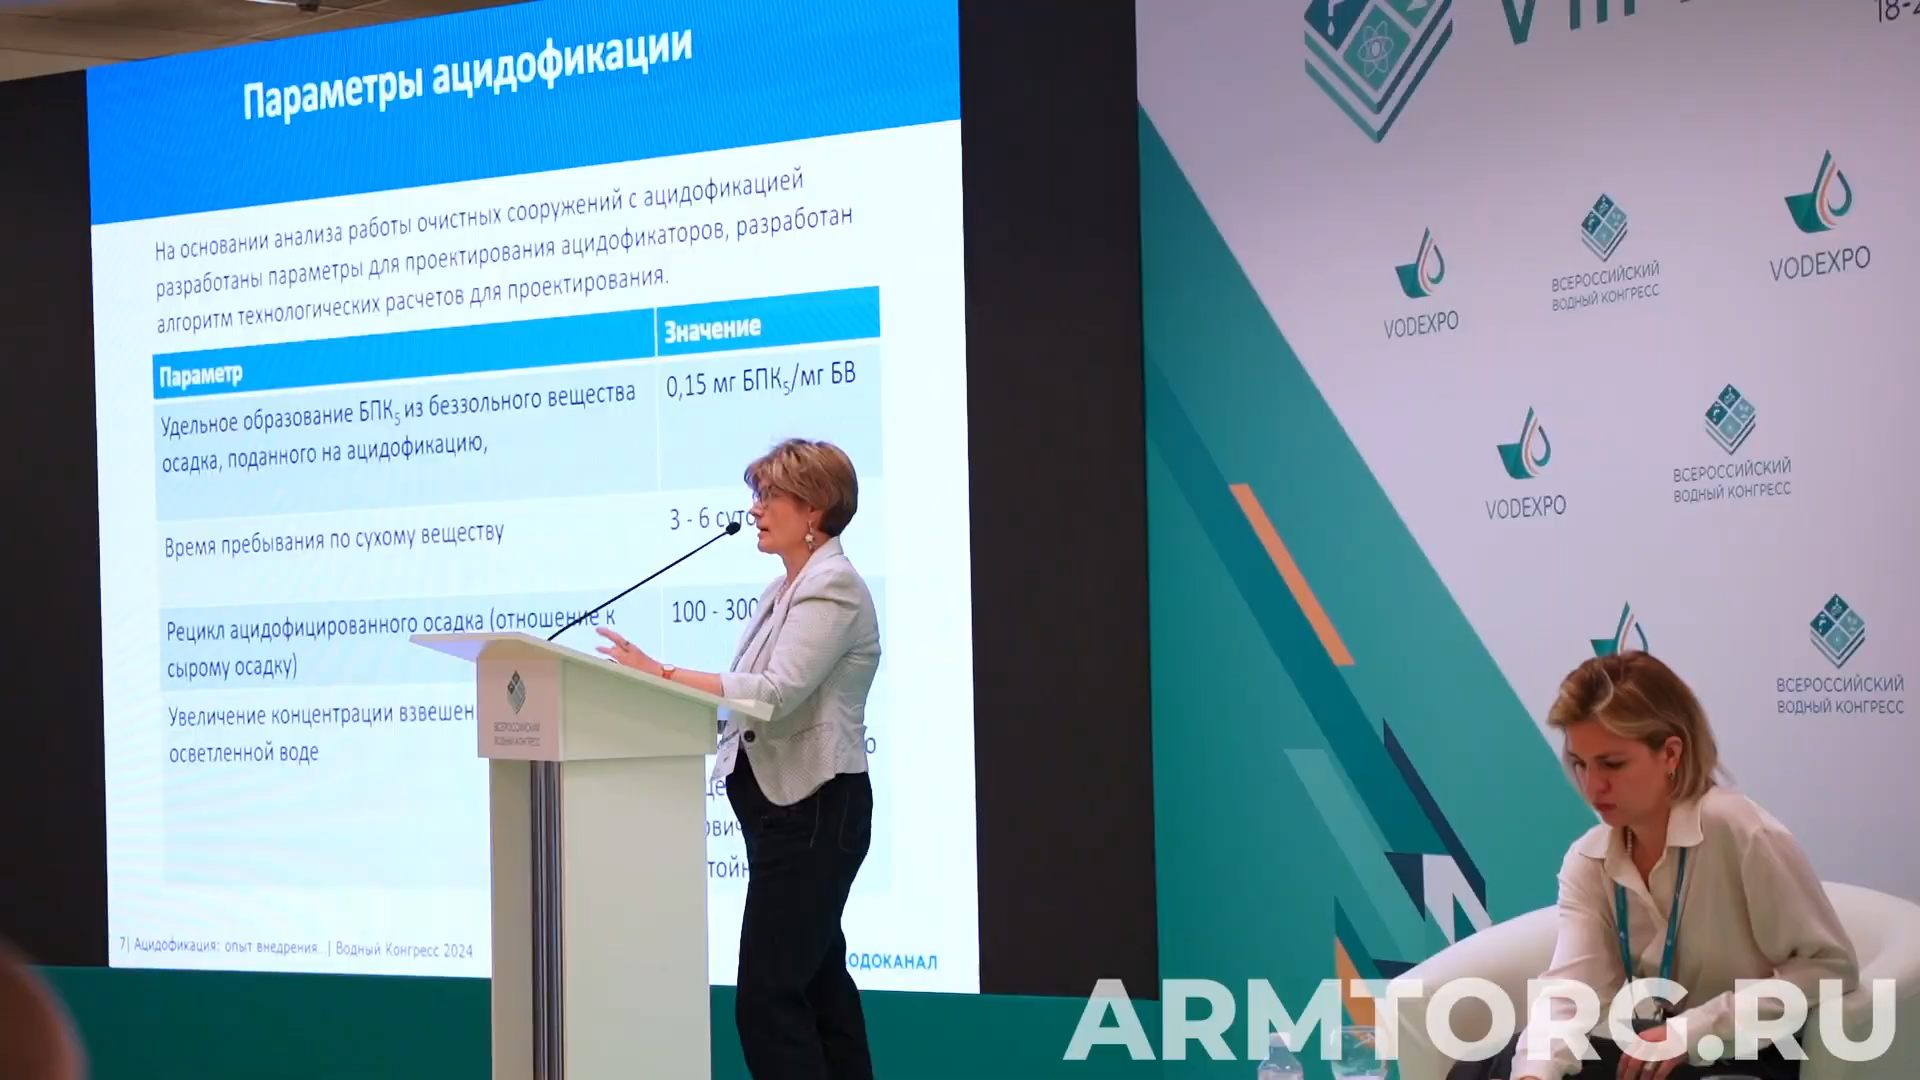 Параметры ацидофикации
На основании анализа работы очистных сооружений с ацидофикацией
разработаны параметры для проектирования ацидофикаторов, разработан
алгоритм технологических расчетов для проектирования.
Параметр
Значение
Удельное образование БПК5 из беззольного вещества
осадка, поданного на ацидофикацию,
0,15 мг БПК5/мг БВ
Время пребывания по сухому веществу
3 - 6
Рецикл ацидофицированного осадка (отношение к
сырому осадку)
100 - 300
Увеличение концентрации
осветленной воде
7| Ацидофикация: опыт внедрения...| Водный Конгресс 2024
ВСЕРОССИЙСКИЙ
ВОДНЫЙ КОНГРЕСС
VODEXPO
ВСЕРОССИЙСКИЙ
ВОДНЫЙ КОНГРЕСС
VODEXPO
VODEXPO
ВСЕРОССИЙСКИЙ
ВОДНЫЙ КОНГРЕСС
ВСЕРОССИЙСКИЙ
ВОДНЫЙ КОНГРЕСС
ARMTORG.RU